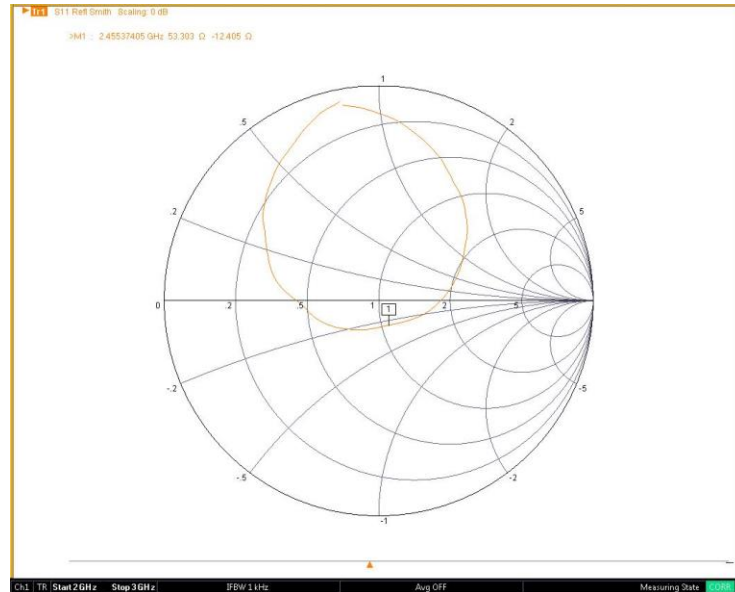 Tr1 S11 Refl Smith Scaling: 0 dB
>M1 : 2.45537405 GHz 53.303 Ω -12.405 Ω
1
.5 2
.2 5
0 .2 .5 1 2 5
1
-.2 -5
-.5 -2
-1
Ch1 TR Start 2 GHz Stop 3 GHz IFBW 1 kHz Avg OFF Measuring State CORR